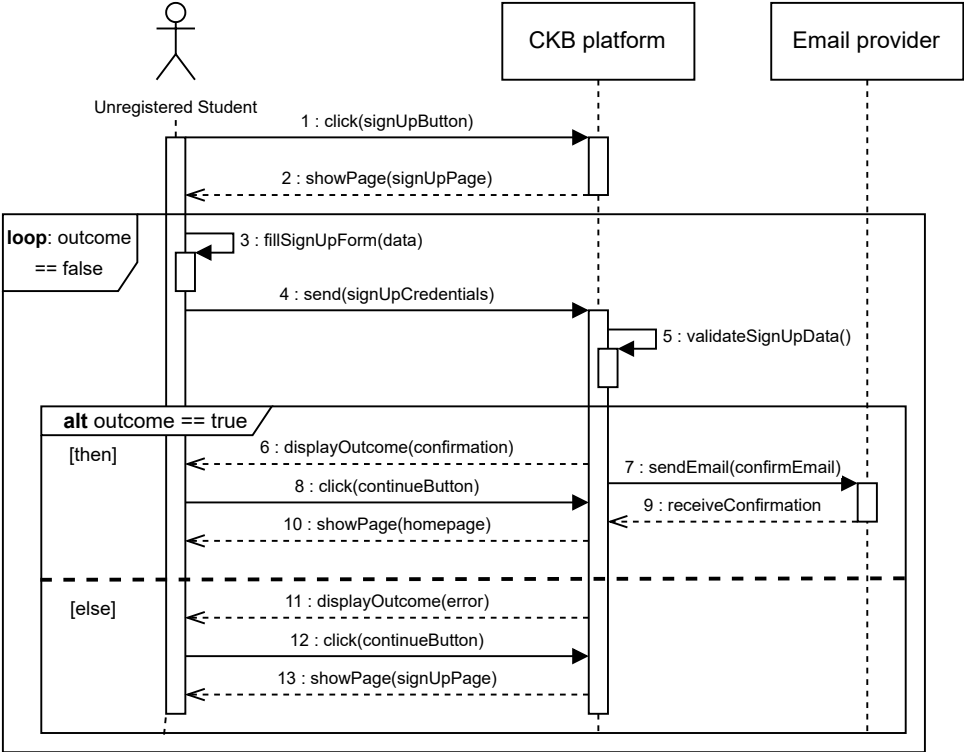 CKB platform
Email provider
Unregistered Student
1 : click(signUpButton)
2 : showPage(signUpPage)
loop: outcome
== false
3 : fillSignUpForm(data)
4 : send(signUpCredentials)
5 : validateSignUpData()
alt outcome == true
[then]
6 : displayOutcome(confirmation)
7 : sendEmail(confirmEmail)
8 : click(continueButton)
9 : receiveConfirmation
10 : showPage(homepage)
[else]
11 : displayOutcome(error)
12 : click(continueButton)
13 : showPage(signUpPage)